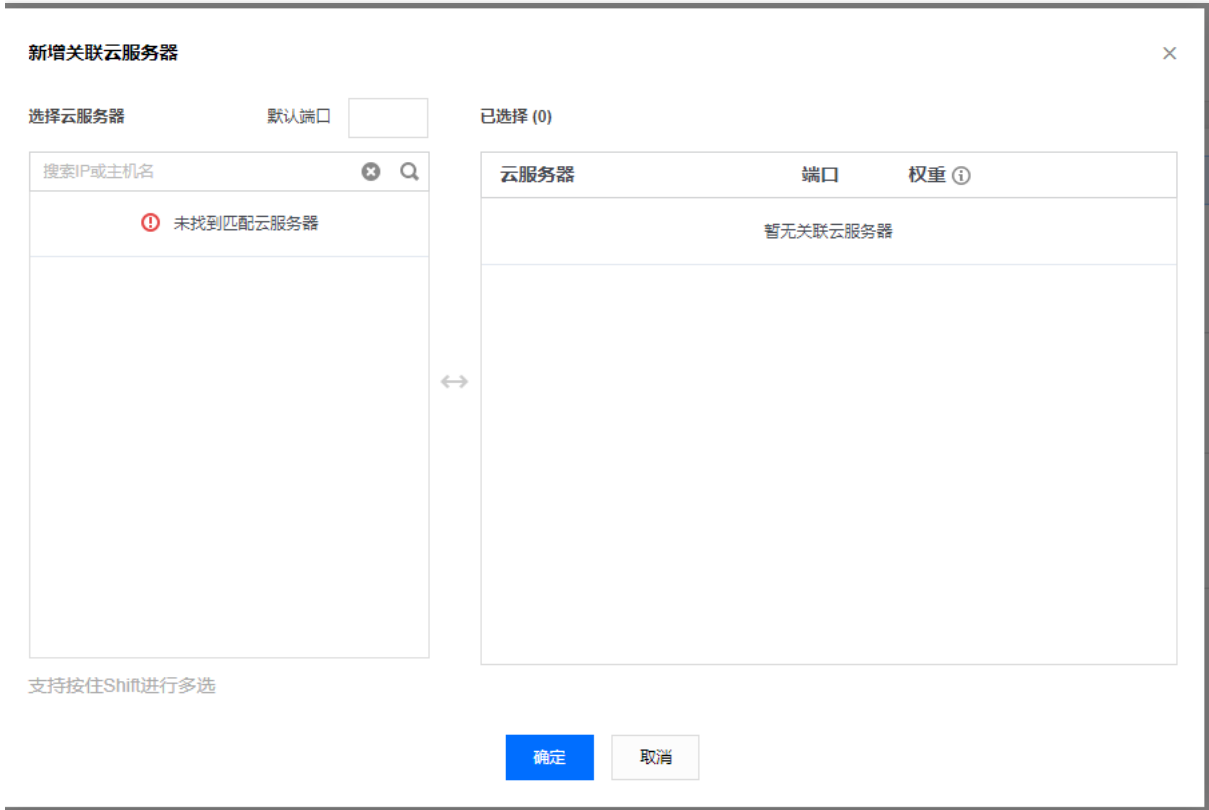 新增关联云服务器
选择云服务器 默认端口
已选择 (0)
搜索IP或主机名
未找到匹配云服务器
云服务器 端口 权重
暂无关联云服务器
支持按住Shift进行多选
确定 取消